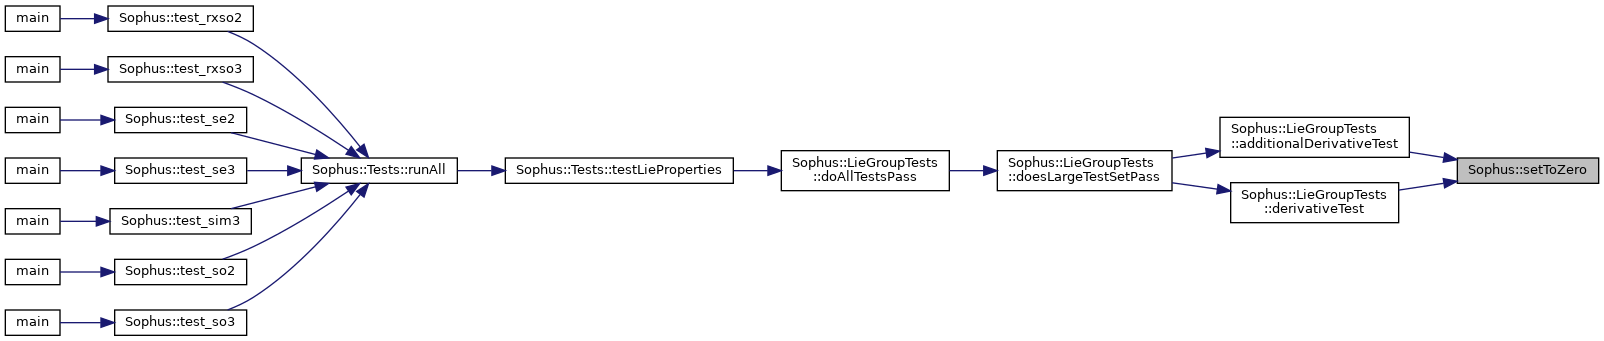 main
Sophus::test_rxso2
main
Sophus::test_rxso3
main
Sophus::test_se2
main
Sophus::test_se3
main
Sophus::test_sim3
main
Sophus::test_so2
main
Sophus::test_so3
Sophus::Tests::runAll
Sophus::Tests::testLieProperties
Sophus::LieGroupTests
::doAllTestsPass
Sophus::LieGroupTests
::doesLargeTestSetPass
Sophus::LieGroupTests
::additionalDerivativeTest
Sophus::LieGroupTests
::derivativeTest
Sophus::setToZero